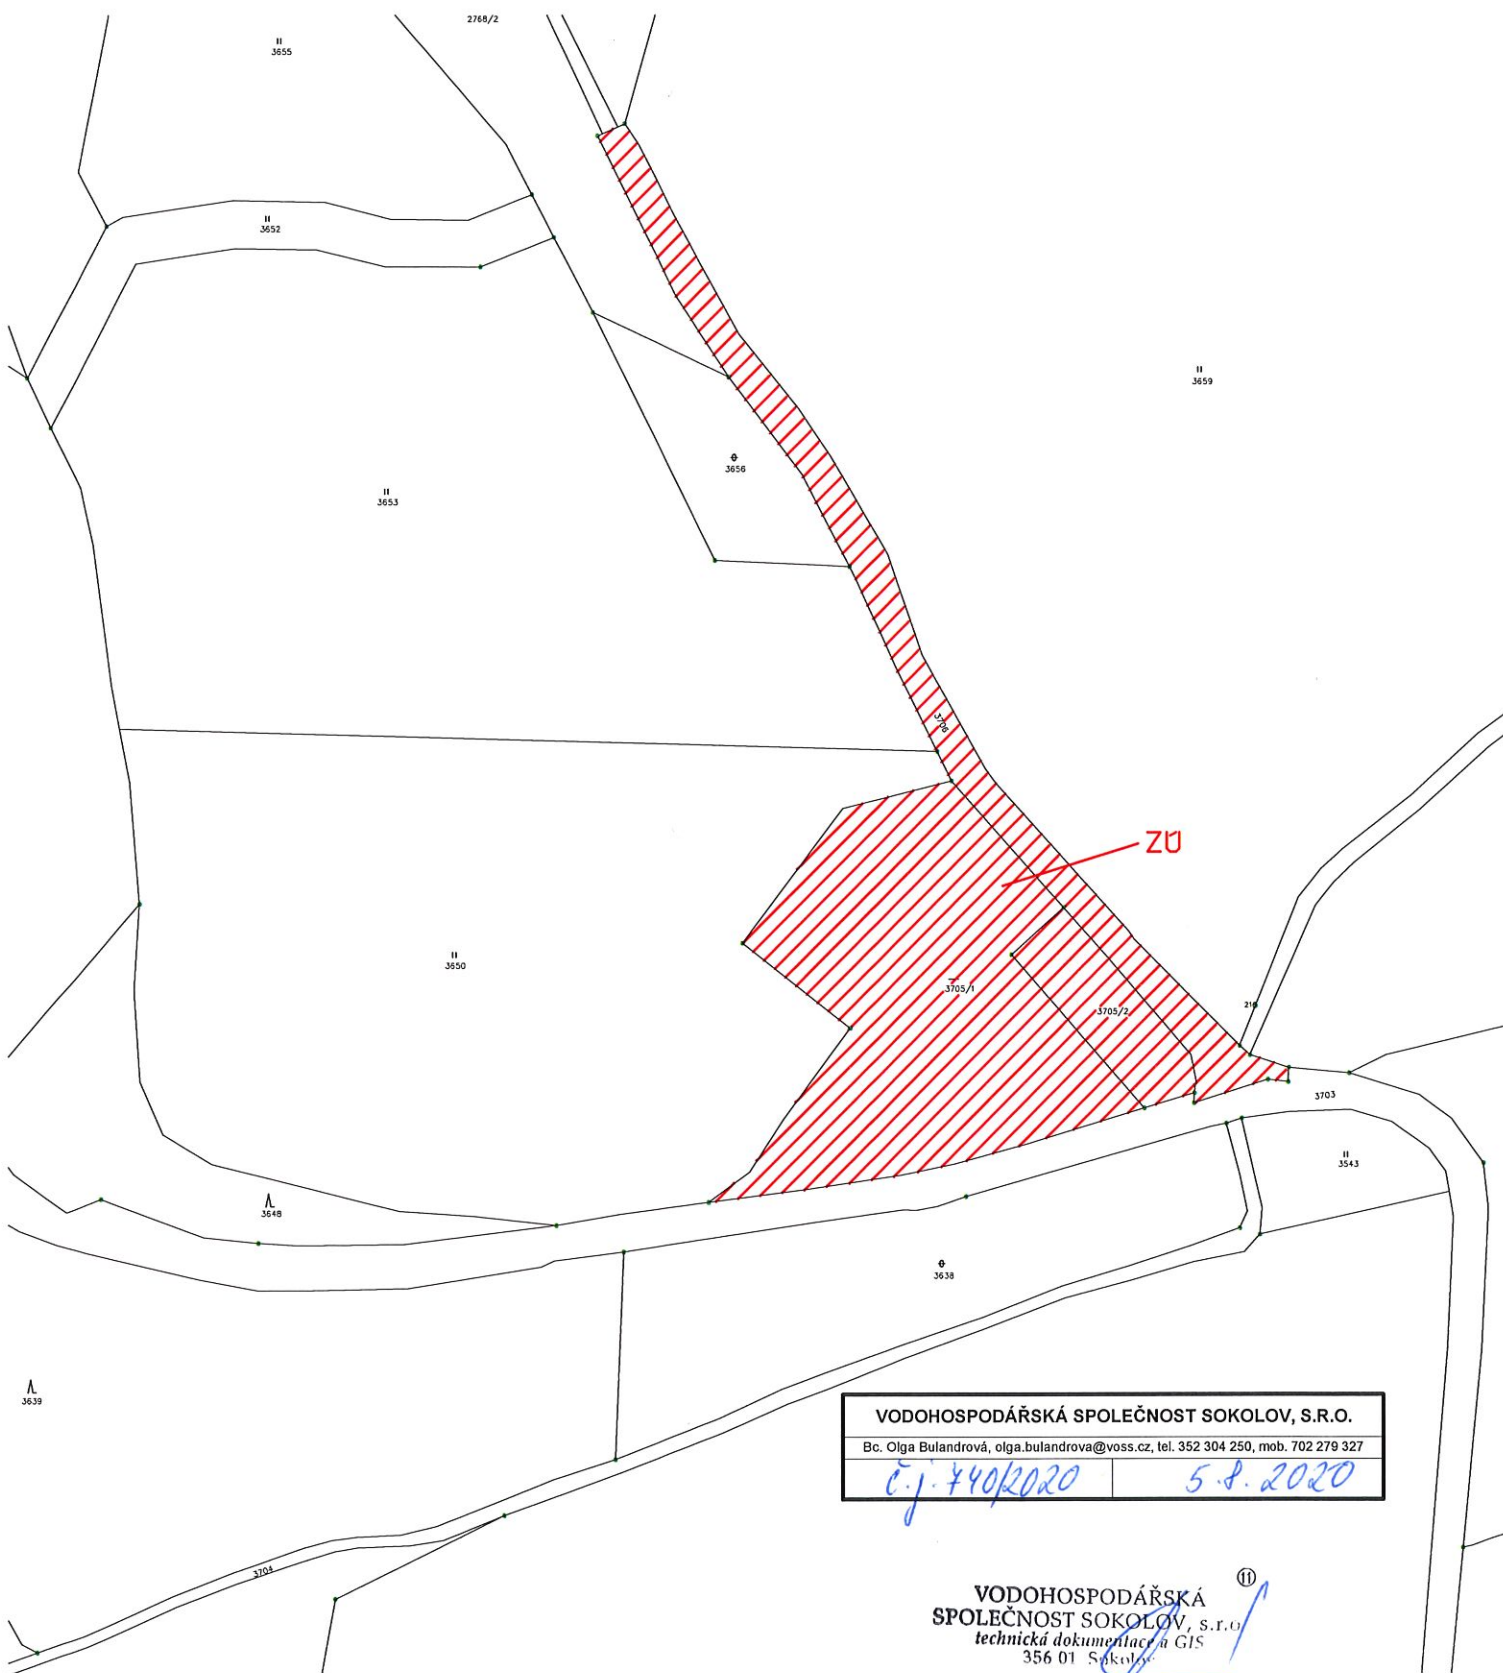 2768/2
3655
3652
3659
3656
3653
3706
ZÚ
3650
3705/1
3705/2
3703
3543
3648
3638
3639
VODOHOSPODÁŘSKÁ SPOLEČNOST SOKOLOV, S.R.O.
Bc. Olga Bulandrová, olga.bulandrova@voss.cz, tel. 352 304 250, mob. 702 279 327
č.j. 740/2020 5.8.2020
3704
11
VODOHOSPODÁŘSKÁ
SPOLEČNOST SOKOLOV, s.r.o.
technická dokumentace a GIS
356 01 Sokolov